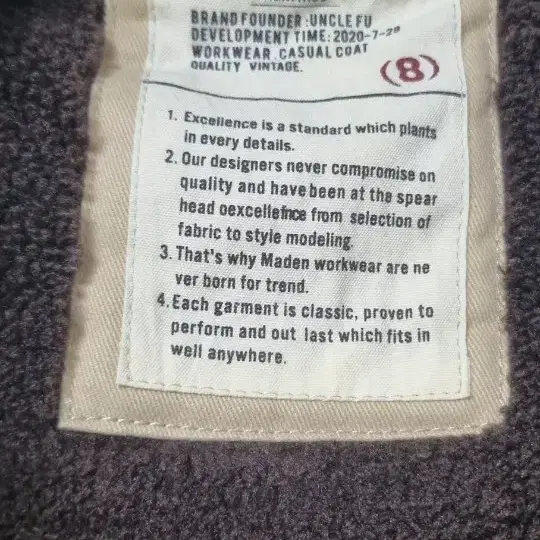 BRAND FOUNDER:UNCLE FU
DEVELOPMENT TIME:2020-7-28
WORKWEAR.CASUAL COAT
QUALITY VINTAGE.
(8)
1. Excellence is a standard which plants
in every details.
2. Our designers never compromise on
quality and have been at the spear
head oexcellefnce from selection of
fabric to style modeling.
3. That's why Maden workwear are ne
ver born for trend.
4. Each garment is classic, proven to
perform and out last which fits in
well anywhere.